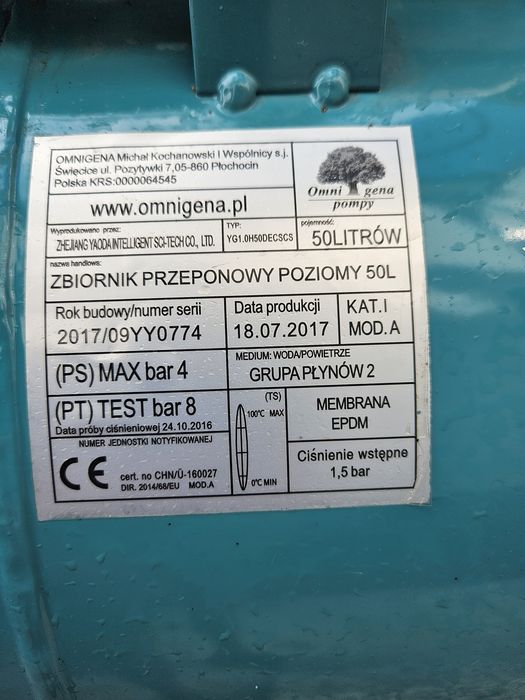 OMNIGENA Michał Kochanowski I Wspólnicy s.j.
Święcice ul. Pozytywki 7,05-860 Płochocin
Polska KRS:0000064545
Omni gena
pompy
www.omnigena.pl
Wyprodukowano przez:
ZHEJIANG YAODA INTELLIGENT SCI-TECH CO., LTD.
TYP:
YG1.0H50DECSCS
pojemność:
50LITRÓW
nazwa handlowa:
ZBIORNIK PRZEPONOWY POZIOMY 50L
Rok budowy/numer serii
2017/09YY0774
Data produkcji
18.07.2017
KAT.I
MOD.A
(PS) MAX bar 4
MEDIUM: WODA/POWIETRZE
GRUPA PŁYNÓW 2
(PT) TEST bar 8
Data próby ciśnieniowej 24.10.2016
(TS)
100°C MAX
0°C MIN
MEMBRANA
EPDM
NUMER JEDNOSTKI NOTYFIKOWANEJ
CE
cert. no CHN/Ü-160027
DIR. 2014/68/EU MOD.A
Ciśnienie wstępne
1,5 bar